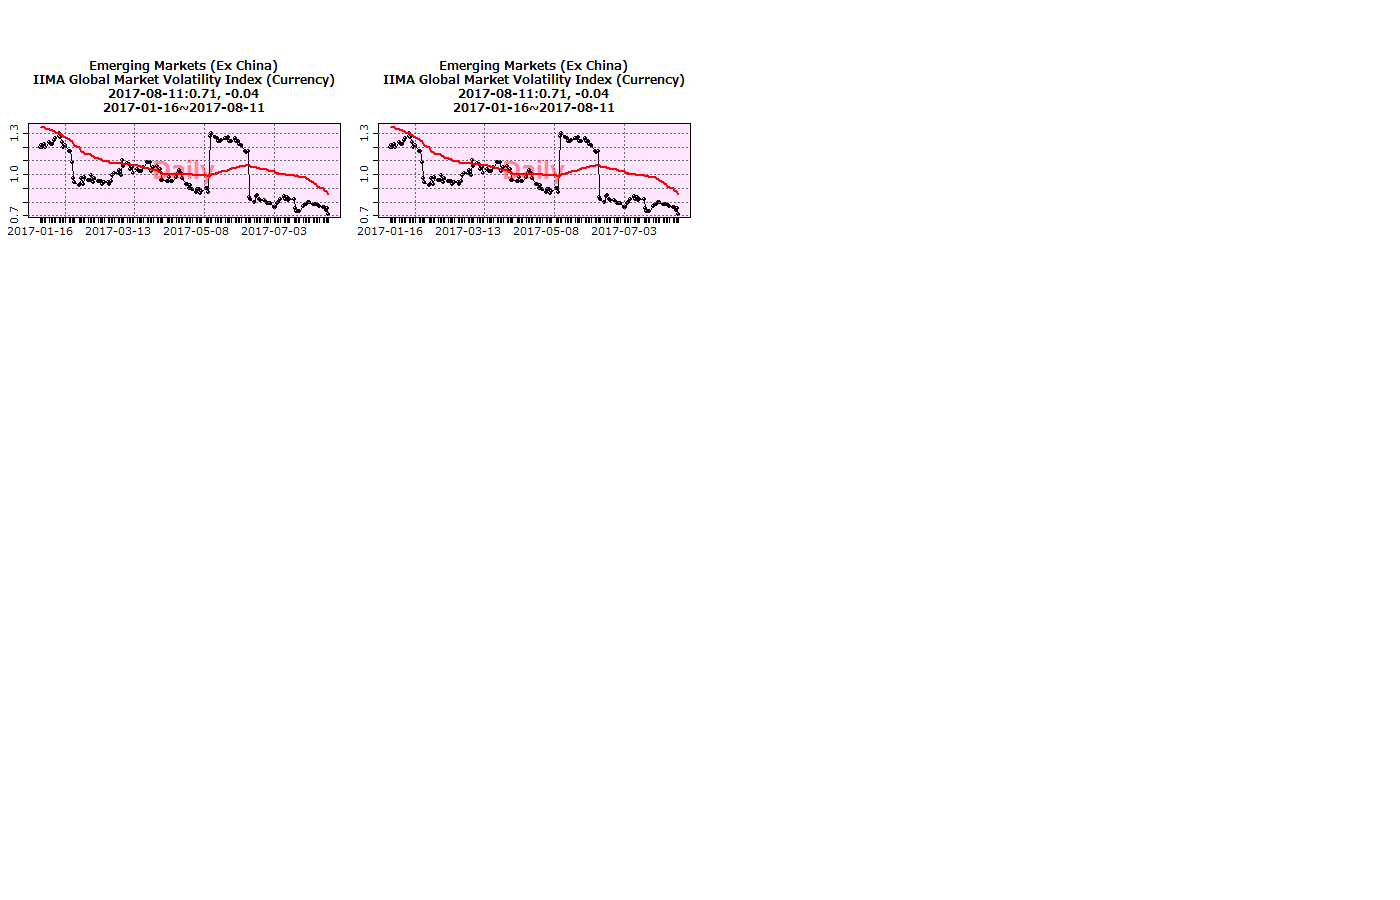 Emerging Markets (Ex China)
IIMA Global Market Volatility Index (Currency)
2017-08-11:0.71, -0.04
2017-01-16~2017-08-11
1.3
1.0
0.7
Daily
2017-01-16 2017-03-13 2017-05-08 2017-07-03
Emerging Markets (Ex China)
IIMA Global Market Volatility Index (Currency)
2017-08-11:0.71, -0.04
2017-01-16~2017-08-11
1.3
1.0
0.7
Daily
2017-01-16 2017-03-13 2017-05-08 2017-07-03